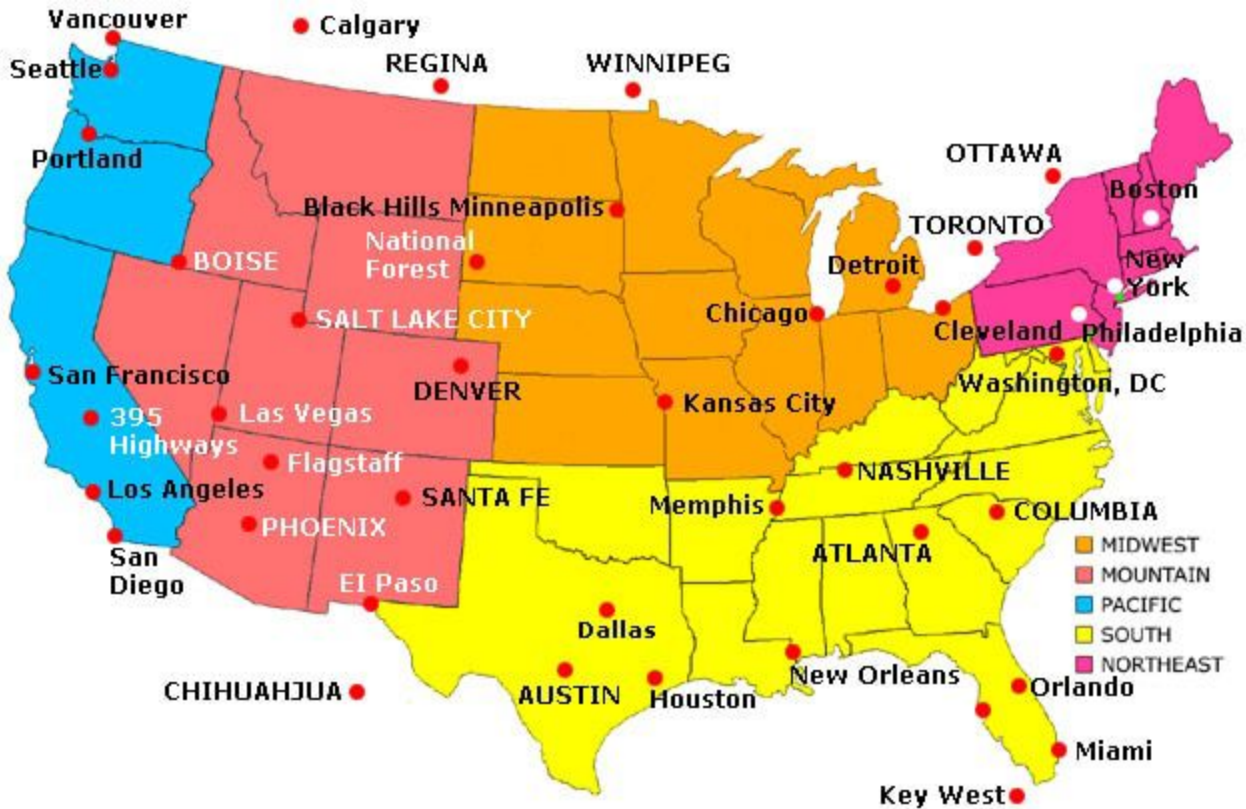 Vancouver
Calgary
Seattle
REGINA
WINNIPEG
Portland
OTTAWA
Boston
Black Hills Minneapolis
TORONTO
National
Forest
BOISE
Detroit
New
York
SALT LAKE CITY
Chicago
Cleveland
Philadelphia
San Francisco
DENVER
Washington, DC
395
Highways
Las Vegas
Kansas City
Flagstaff
Los Angeles
SANTA FE
NASHVILLE
Memphis
PHOENIX
COLUMBIA
San
Diego
ATLANTA
MIDWEST
MOUNTAIN
PACIFIC
SOUTH
NORTHEAST
EI Paso
Dallas
CHIHUAHJUA
AUSTIN
Houston
New Orleans
Orlando
Miami
Key West